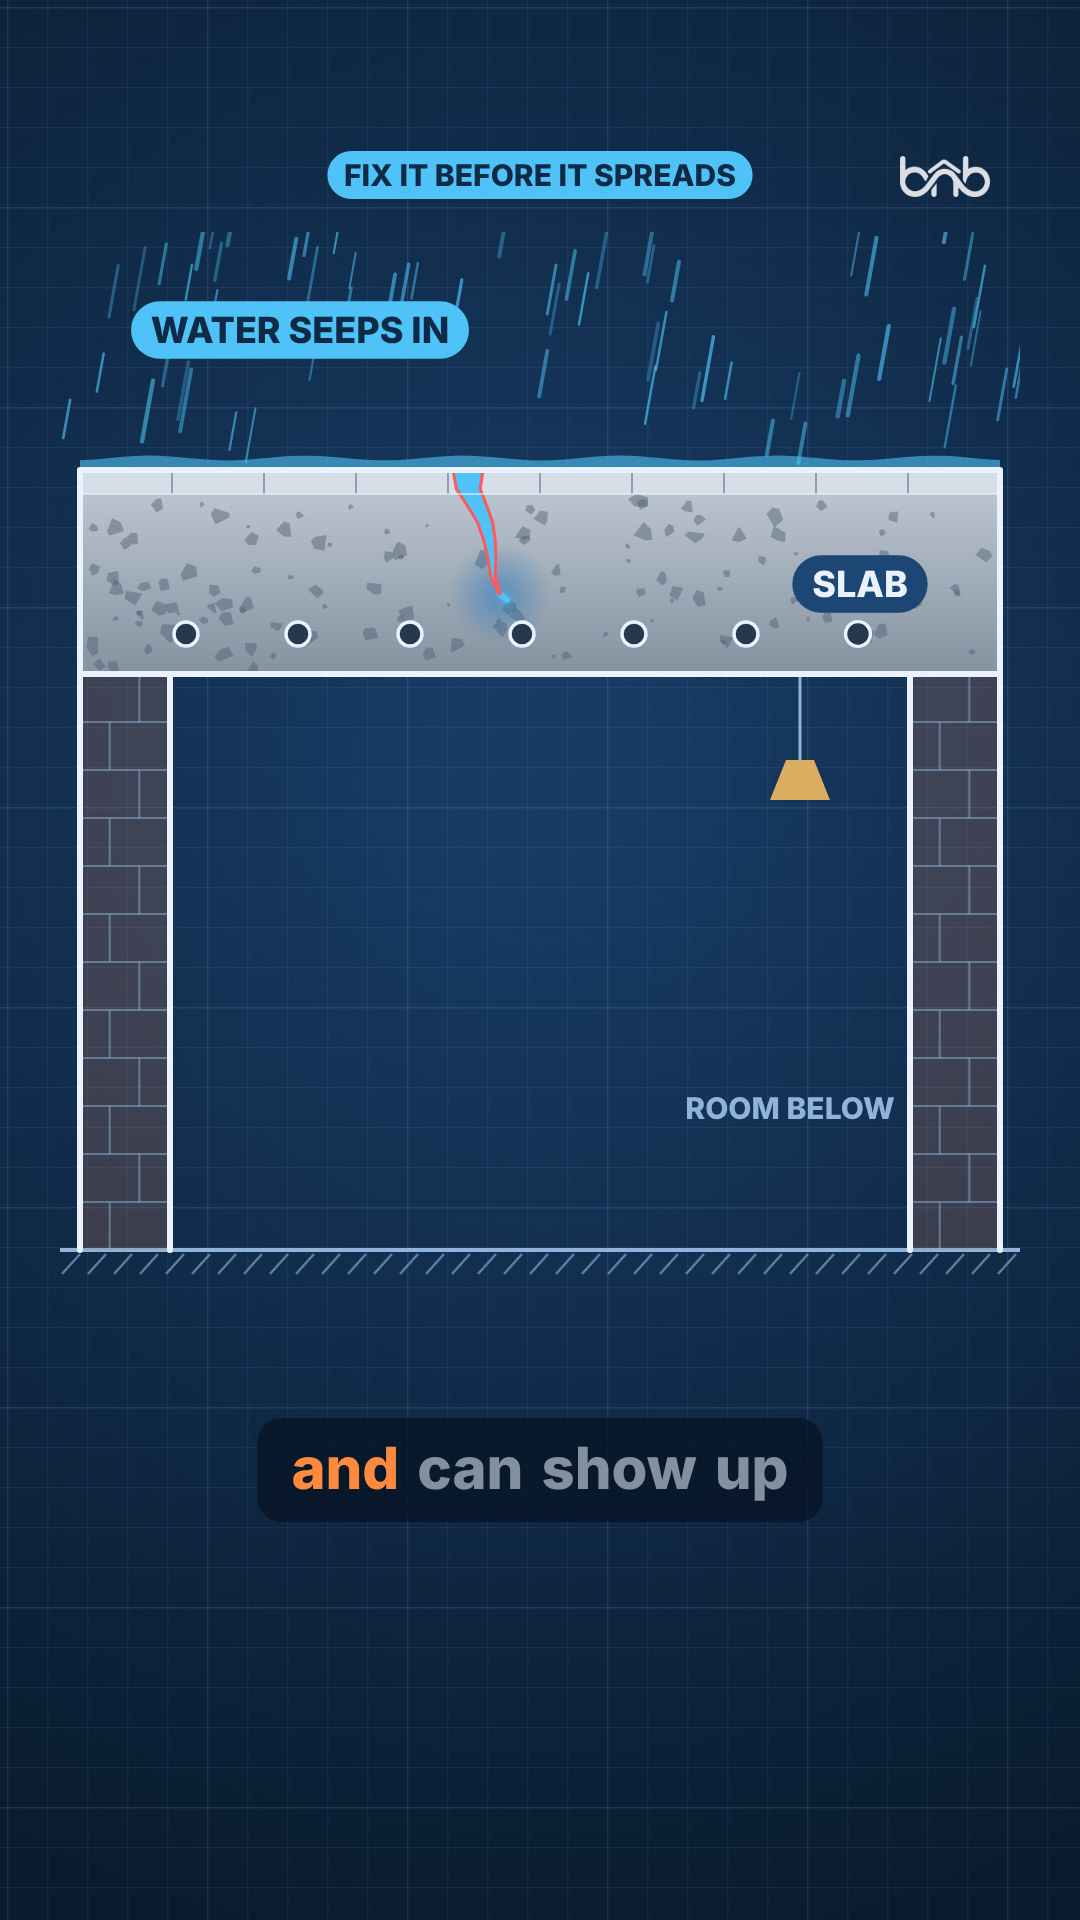 FIX IT BEFORE IT SPREADS
bnb
WATER SEEPS IN
SLAB
ROOM BELOW
and can show up